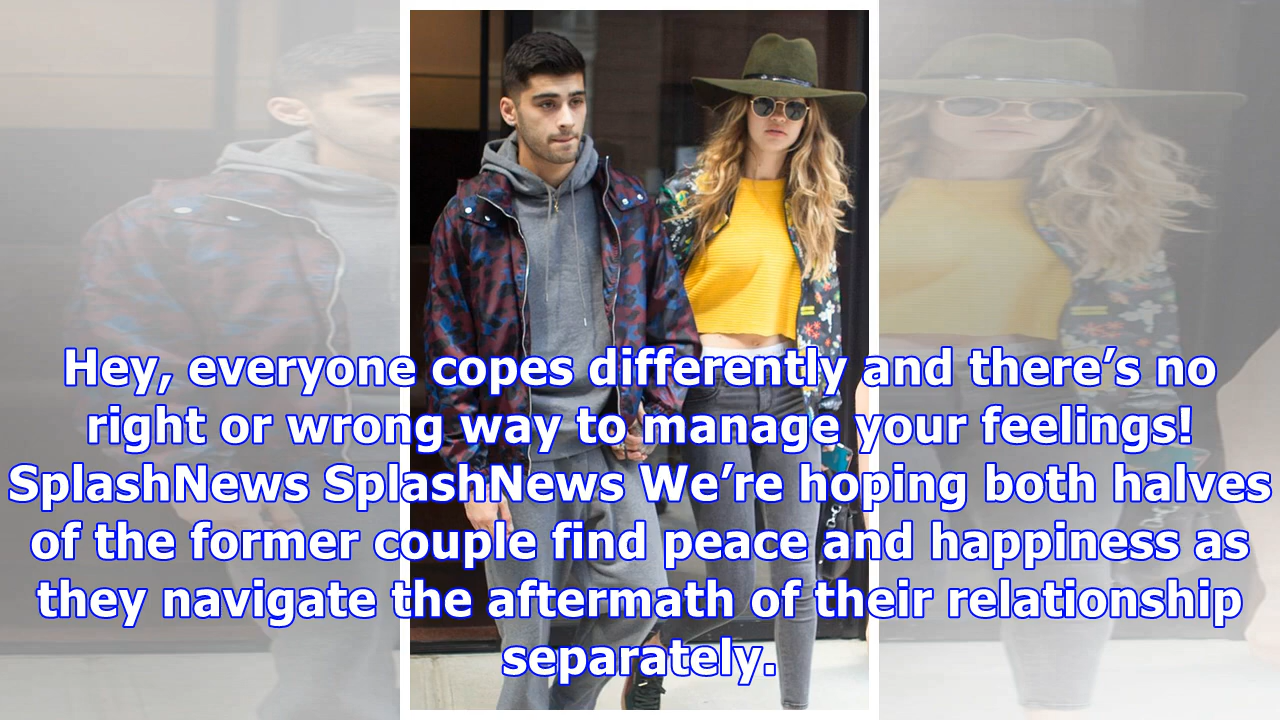 Hey, everyone copes differently and there’s no
right or wrong way to manage your feelings!
SplashNews SplashNews We’re hoping both halves
of the former couple find peace and happiness as
they navigate the aftermath of their relationship
separately.